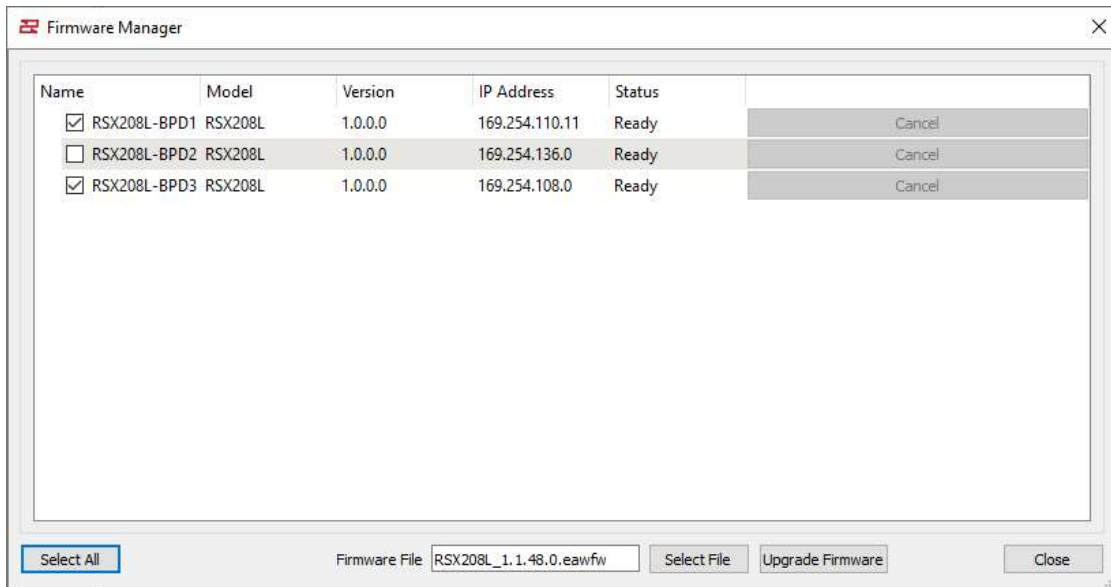 Firmware Manager
Name Model Version IP Address Status
RSX208L-BPD1 RSX208L 1.0.0.0 169.254.110.11 Ready Cancel
RSX208L-BPD2 RSX208L 1.0.0.0 169.254.136.0 Ready Cancel
RSX208L-BPD3 RSX208L 1.0.0.0 169.254.108.0 Ready Cancel
Select All Firmware File RSX208L_1.1.48.0.eawfw Select File Upgrade Firmware Close